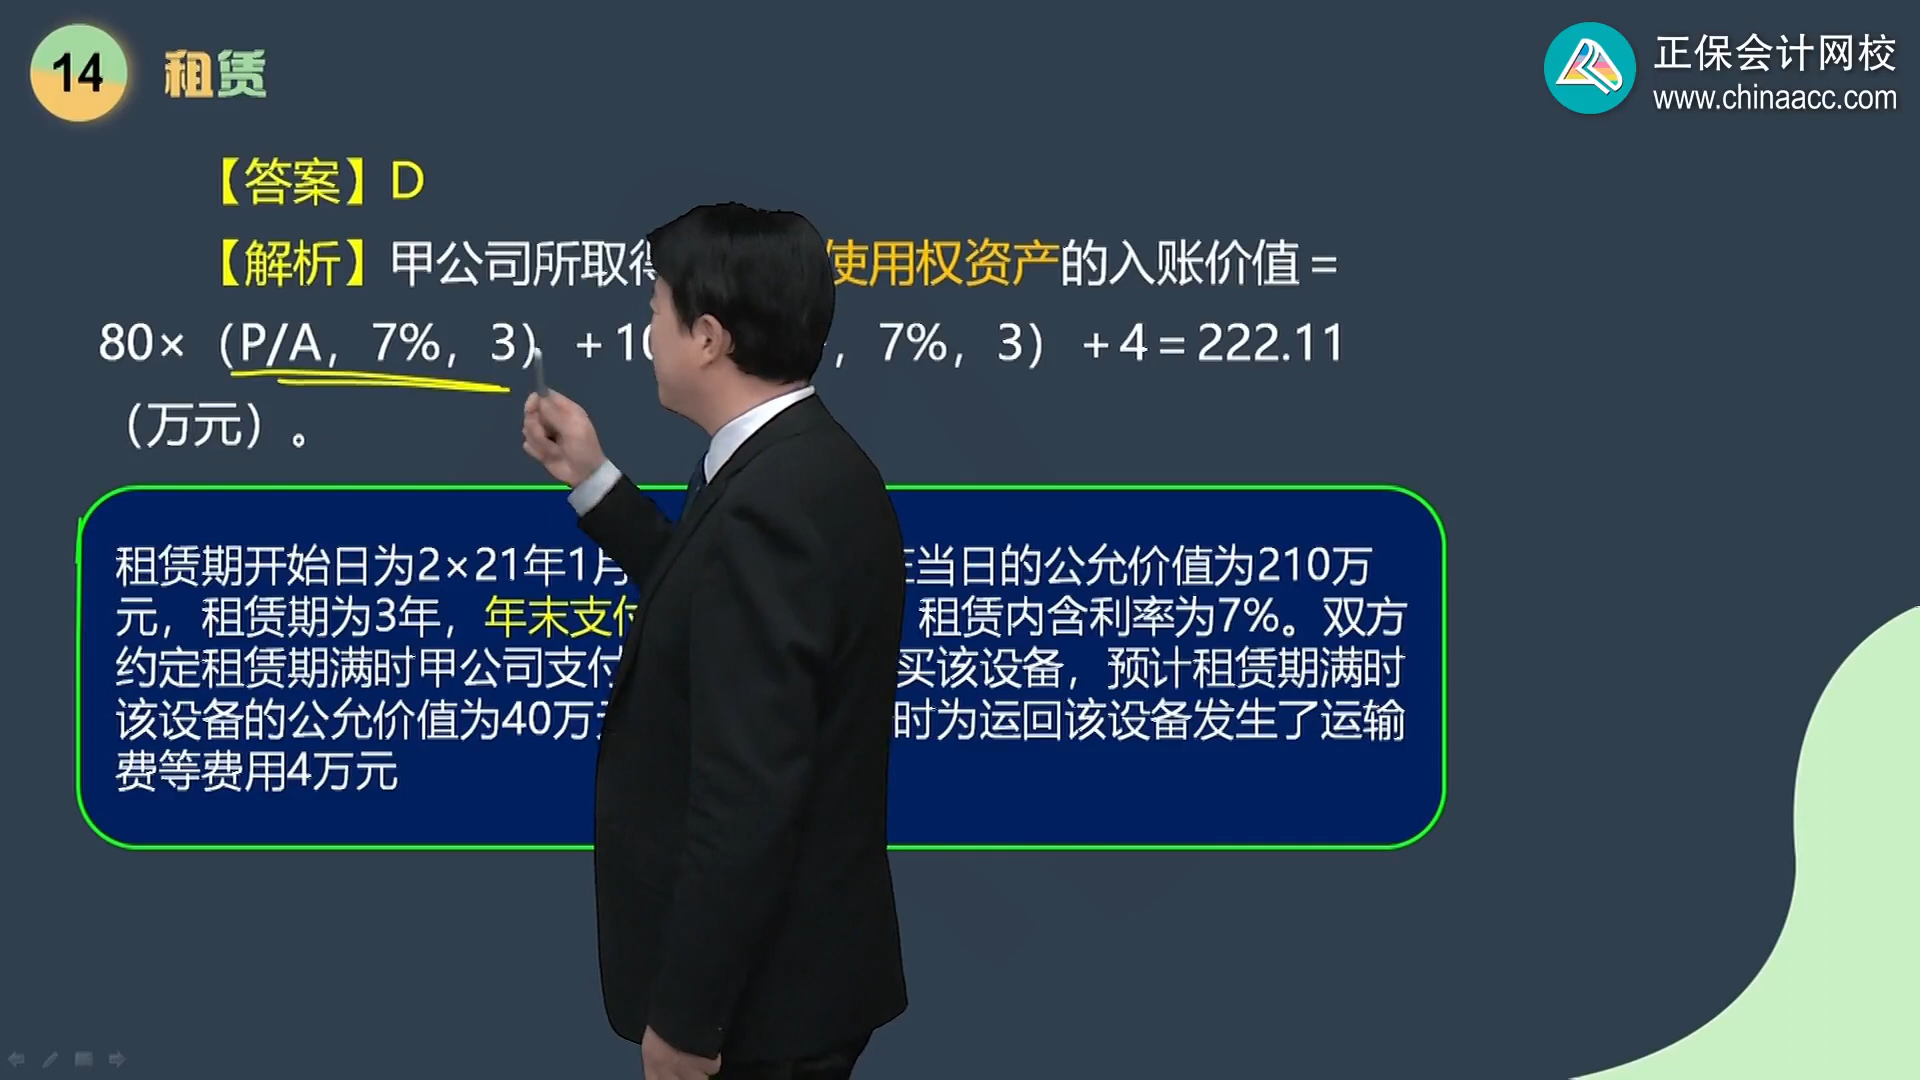 14 租赁
正保会计网校
www.chinaacc.com
【答案】D
【解析】甲公司所取得 使用权资产的入账价值＝
80×（P/A，7%，3）＋10 ，7%，3）＋4＝222.11
（万元）。
租赁期开始日为2×21年1月 当日的公允价值为210万
元，租赁期为3年，年末支付 租赁内含利率为7%。双方
约定租赁期满时甲公司支付 买该设备，预计租赁期满时
该设备的公允价值为40万 时为运回该设备发生了运输
费等费用4万元